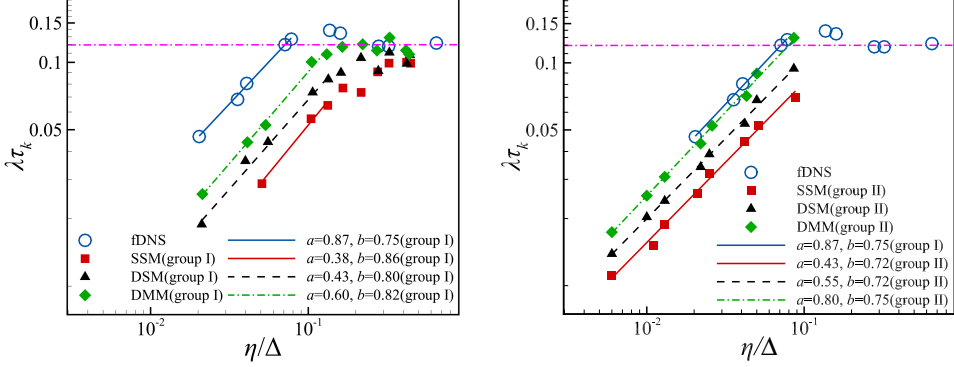 0.15
0.1
0.05
λτk
fDNS
SSM(group I)
DSM(group I)
DMM(group I)
a=0.87, b=0.75(group I)
a=0.38, b=0.86(group I)
a=0.43, b=0.80(group I)
a=0.60, b=0.82(group I)
10-2
10-1
η/Δ
0.15
0.1
0.05
λτk
fDNS
SSM(group II)
DSM(group II)
DMM(group II)
a=0.87, b=0.75(group I)
a=0.43, b=0.72(group II)
a=0.55, b=0.72(group II)
a=0.80, b=0.75(group II)
10-2
10-1
η/Δ